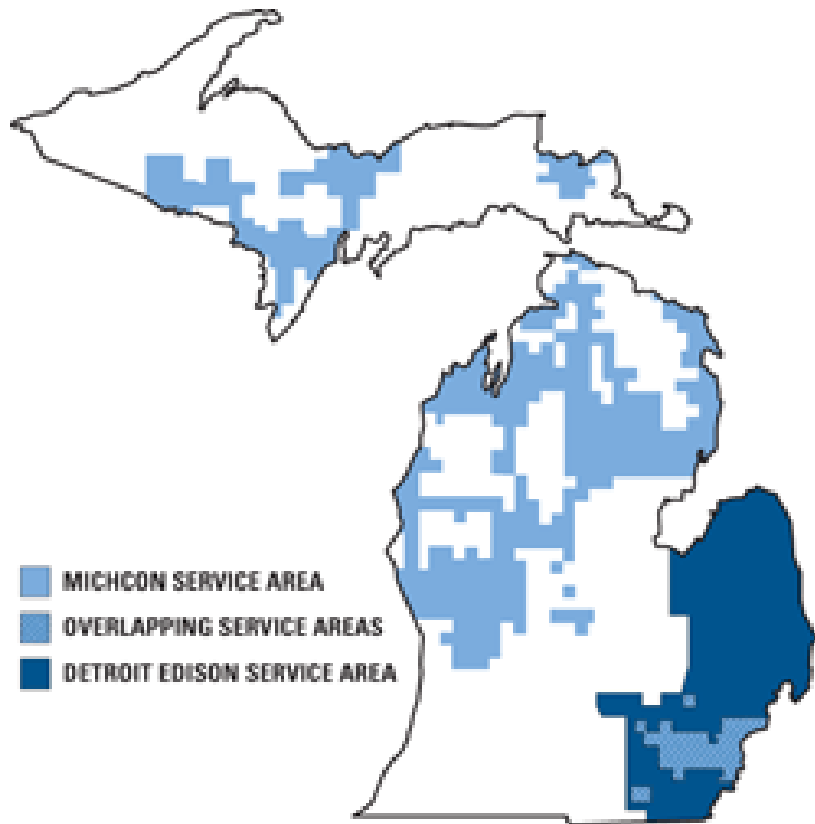 MICHCON SERVICE AREA
OVERLAPPING SERVICE AREAS
DETROIT EDISON SERVICE AREA